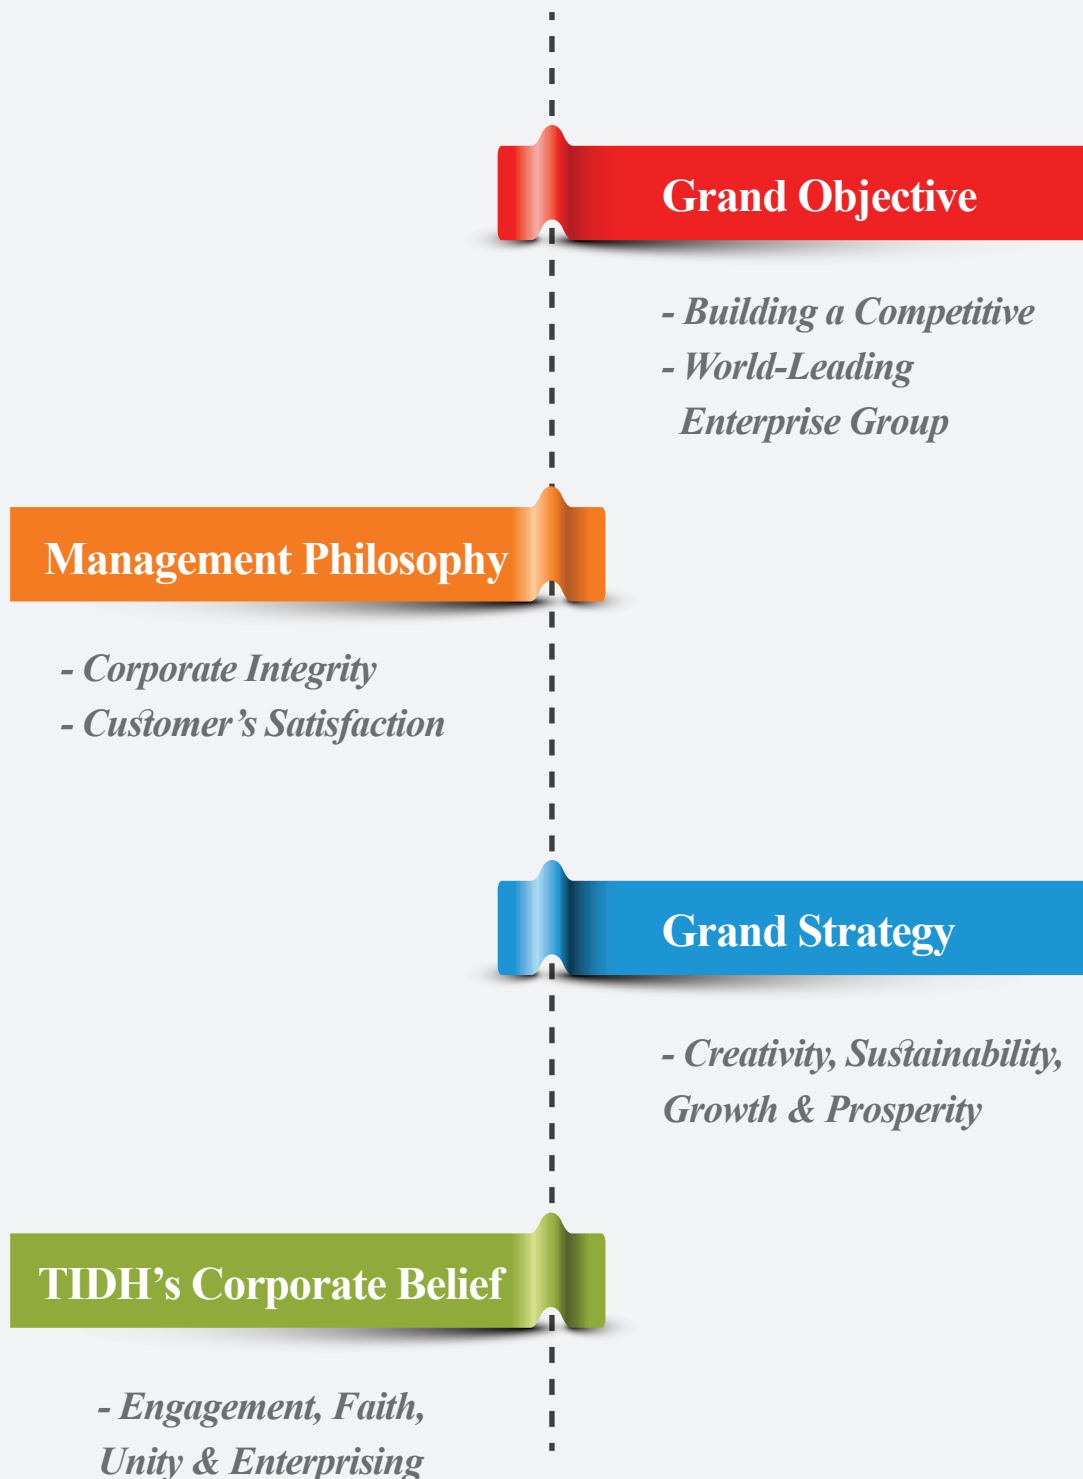 Grand Objective
- Building a Competitive
- World-Leading
Enterprise Group
Management Philosophy
- Corporate Integrity
- Customer’s Satisfaction
Grand Strategy
- Creativity, Sustainability,
Growth & Prosperity
TIDH’s Corporate Belief
- Engagement, Faith,
Unity & Enterprising